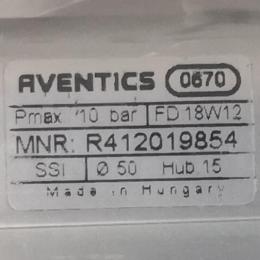 AVENTICS 0670
Pmax 10 bar FD 18W12
MNR: R412019854
SSI Ø 50 Hub 15
Made in Hungary